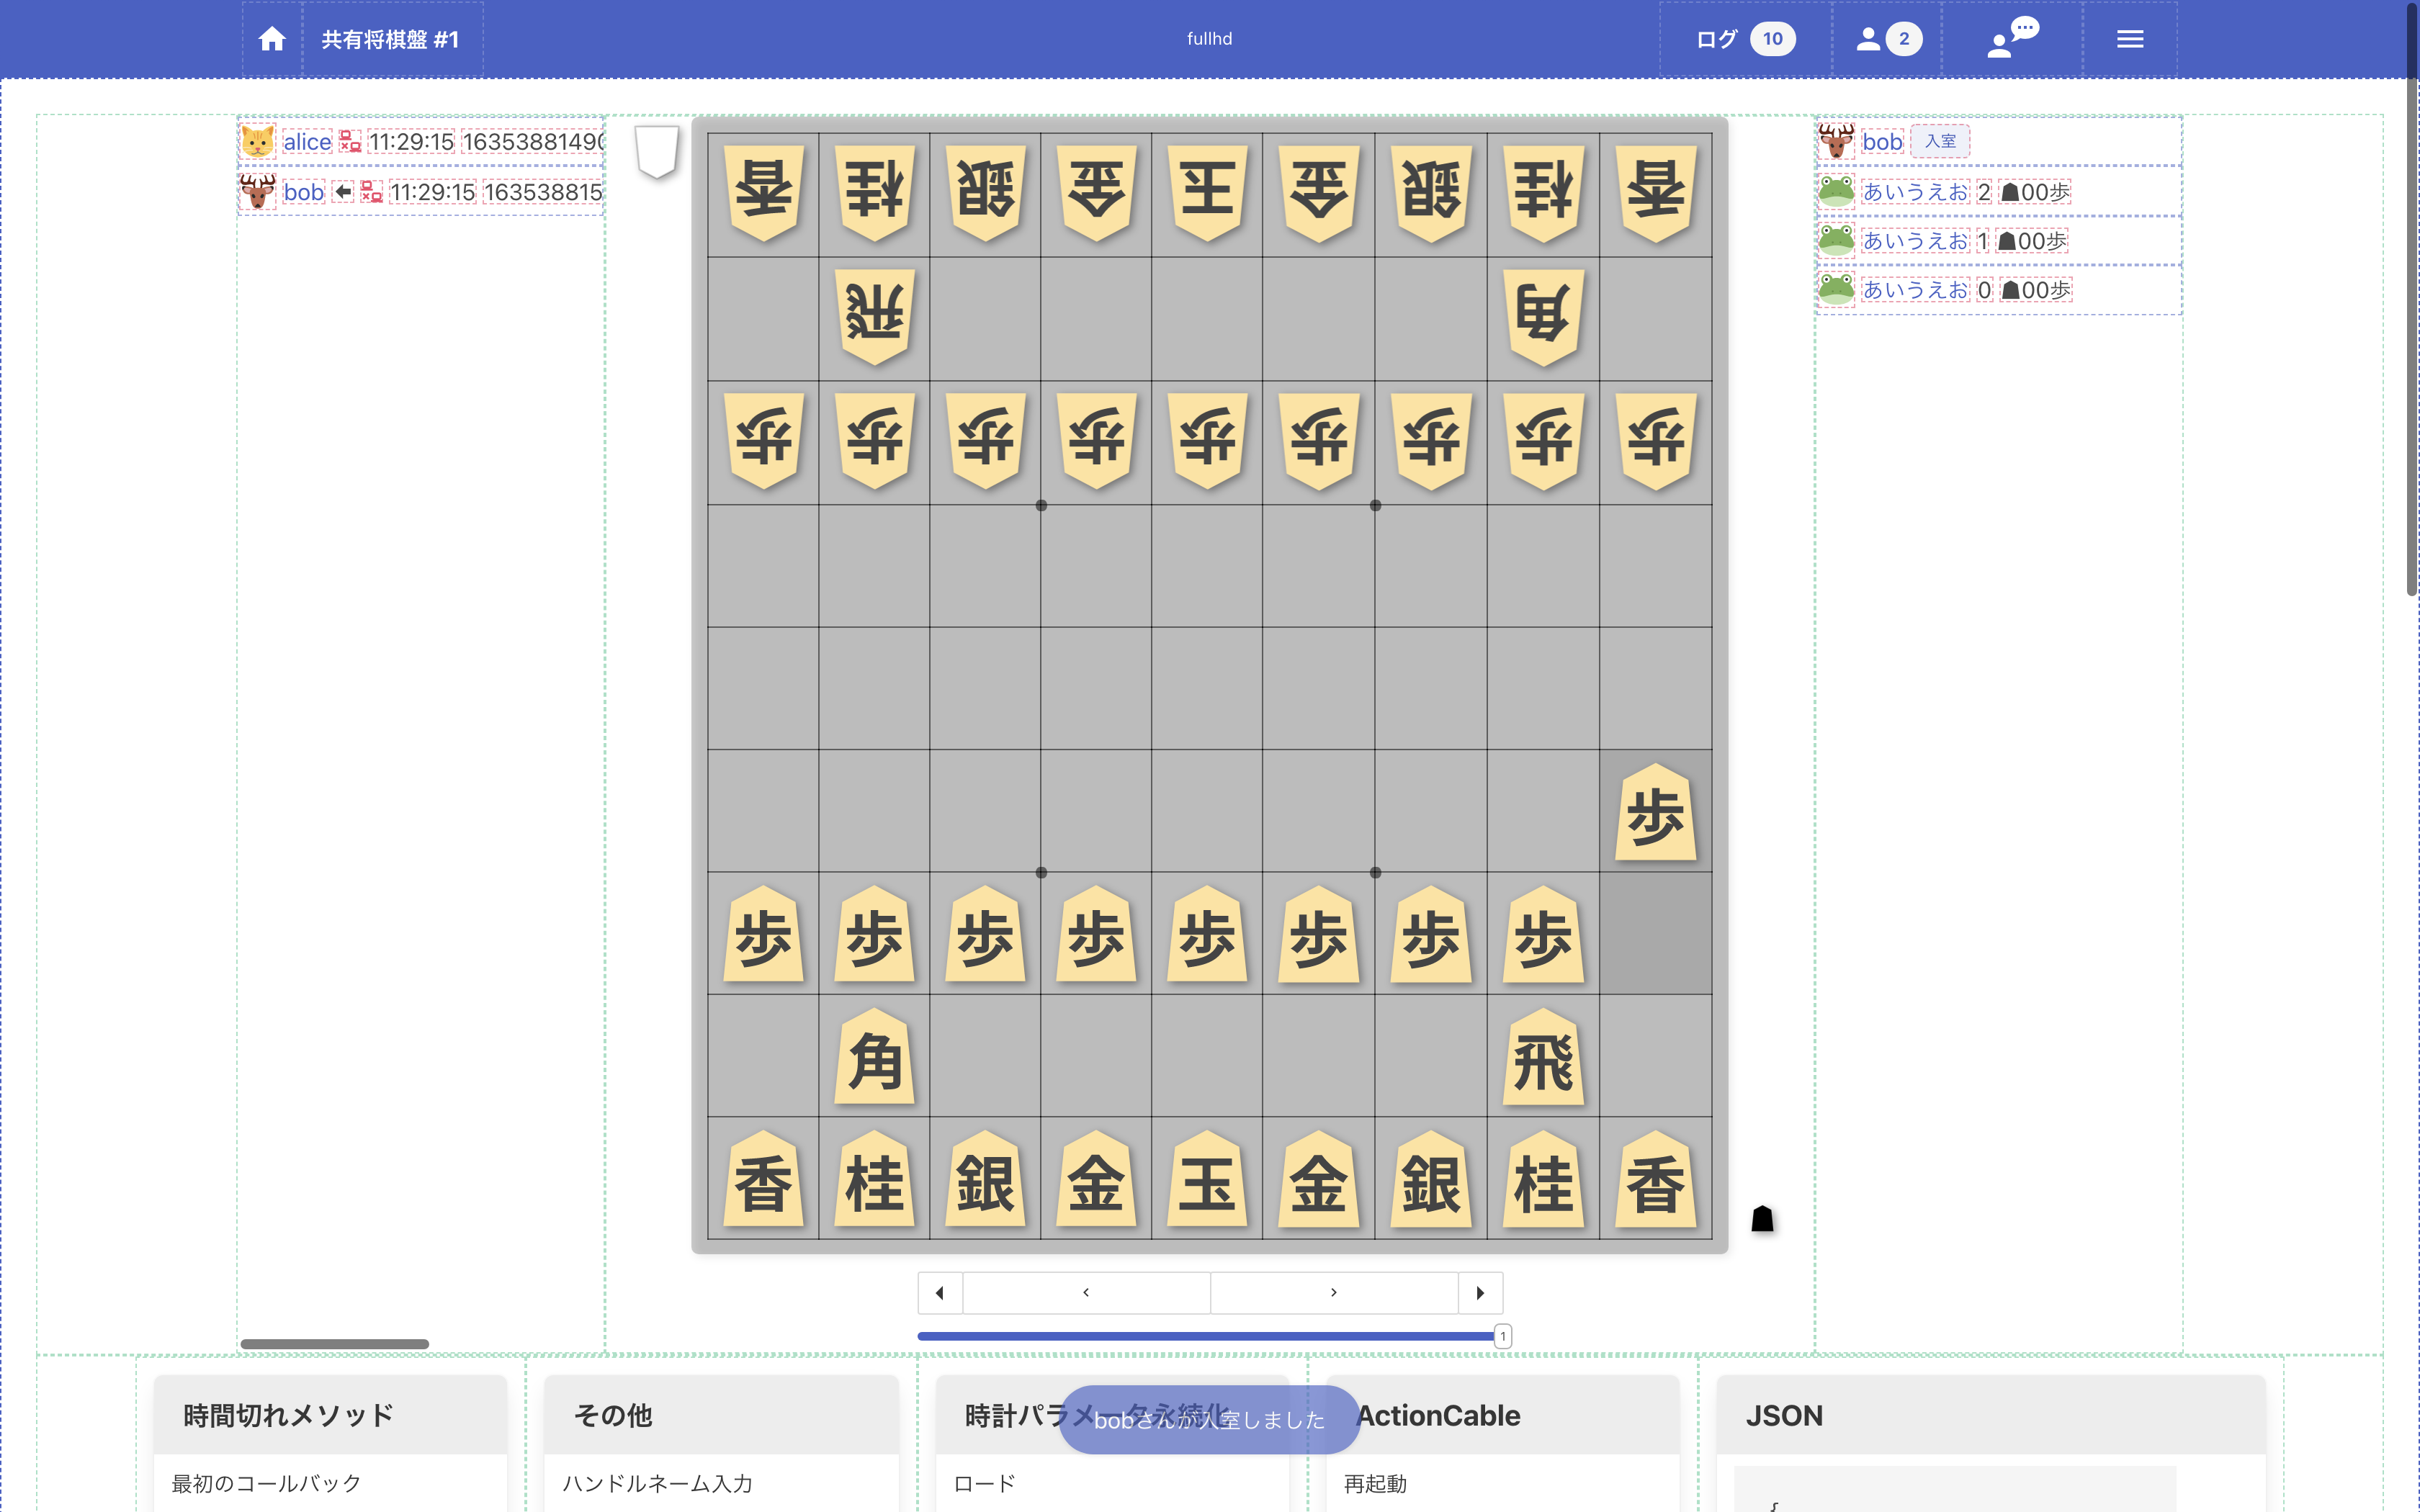 共有将棋盤 #1
fullhd
ログ 10
2
alice 11:29:15 1635388149
bob 11:29:15 163538815
bob 入室
あいうえお 2 ☗00歩
あいうえお 1 ☗00歩
あいうえお 0 ☗00歩
香 桂 銀 金 玉 金 銀 桂 香
飛 角
歩 歩 歩 歩 歩 歩 歩 歩 歩
歩
歩 歩 歩 歩 歩 歩 歩 歩
角 飛
香 桂 銀 金 玉 金 銀 桂 香
1
時間切れメソッド
その他
時計パラメータ永続化
ActionCable
JSON
bobさんが入室しました
最初のコールバック
ハンドルネーム入力
ロード
再起動
{